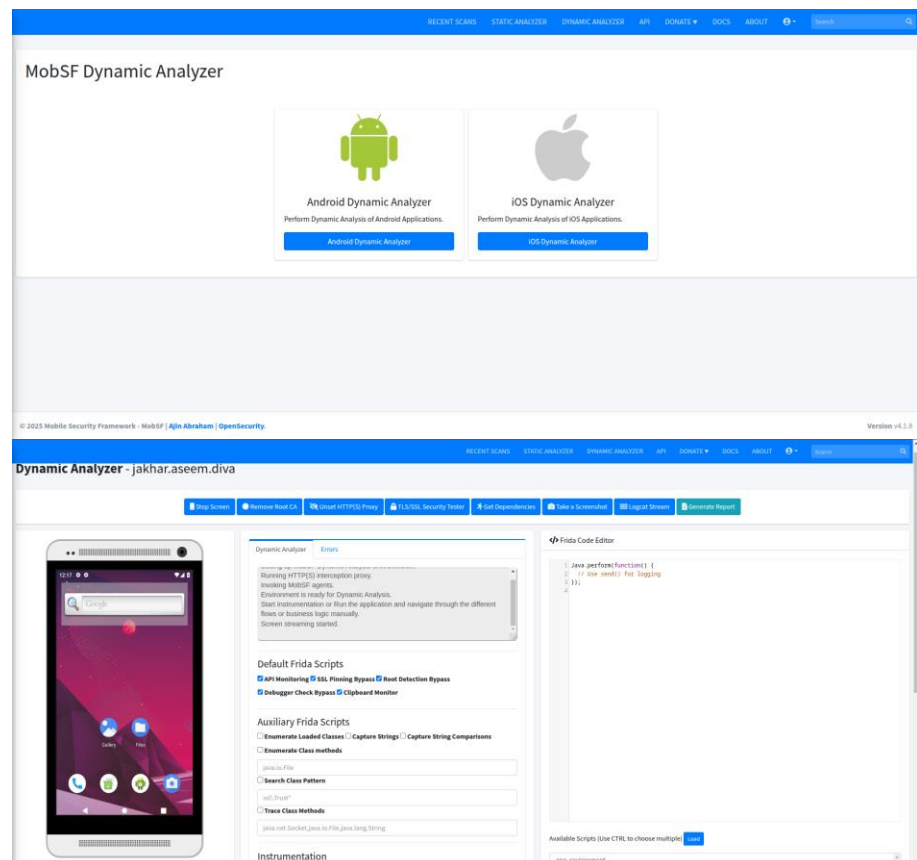 RECENT SCANS STATIC ANALYZER DYNAMIC ANALYZER API DONATE ▾ DOCS ABOUT Search
MobSF Dynamic Analyzer
Android Dynamic Analyzer
Perform Dynamic Analysis of Android Applications.
Android Dynamic Analyzer
iOS Dynamic Analyzer
Perform Dynamic Analysis of iOS Applications.
iOS Dynamic Analyzer
© 2025 Mobile Security Framework - MobSF | Ajin Abraham | OpenSecurity.
Version v4.1.8
RECENT SCANS STATIC ANALYZER DYNAMIC ANALYZER API DONATE ▾ DOCS ABOUT Search
Dynamic Analyzer - jakhar.aseem.diva
Stop Screen Remove Root CA Unset HTTP(S) Proxy TLS/SSL Security Tester Get Dependencies Take a Screenshot Logcat Stream Generate Report
12:17
Google
Gallery Files
Dynamic Analyzer Errors
Running HTTP(S) interception proxy.
Invoking MobSF agents.
Environment is ready for Dynamic Analysis.
Start Instrumentation or Run the application and navigate through the different
flows or business logic manually.
Screen streaming started.
Default Frida Scripts
API Monitoring SSL Pinning Bypass Root Detection Bypass
Debugger Check Bypass Clipboard Monitor
Auxiliary Frida Scripts
Enumerate Loaded Classes Capture Strings Capture String Comparisons
Enumerate Class methods
java.io.File
Search Class Pattern
Trace Class Methods
java.net.Socket,java.io.File,java.lang.String
Instrumentation
</> Frida Code Editor
1 Java.perform(function() {
2 // Use send() for logging
3 });
4
Available Scripts (Use CTRL to choose multiple) Load